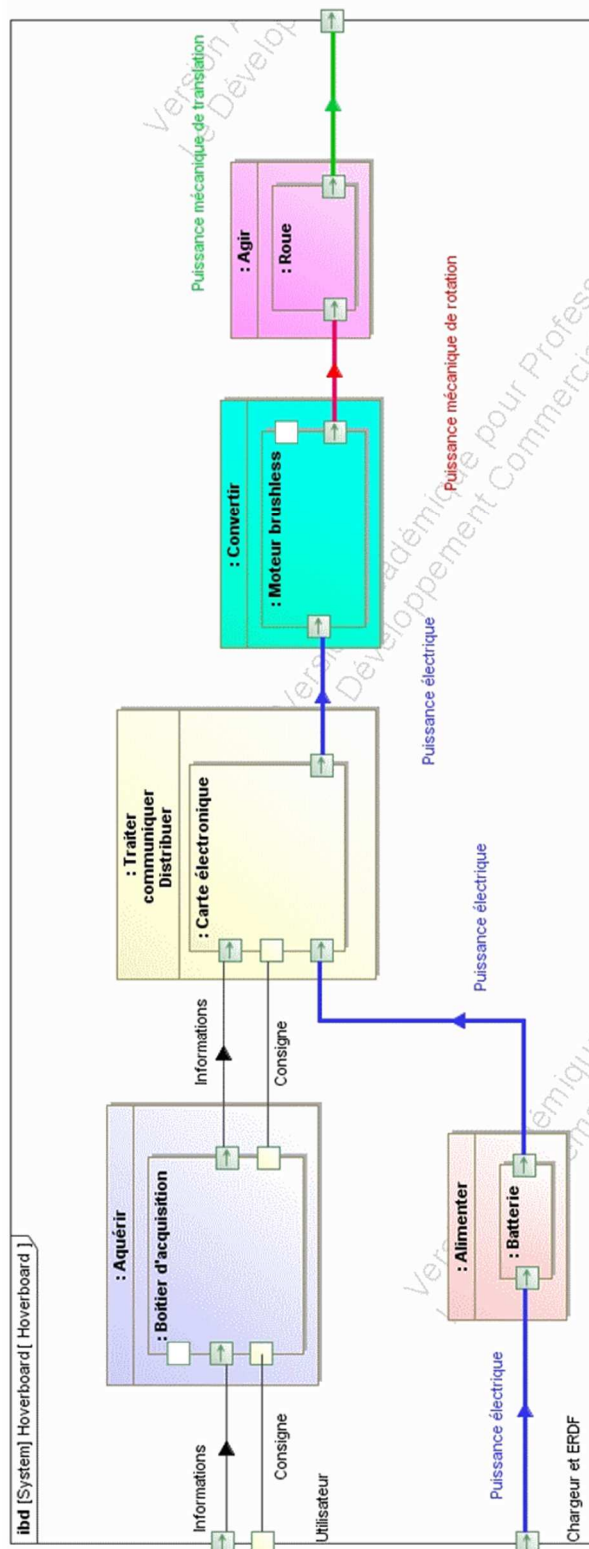 ibd [System] Hoverboard[ Hoverboard ]
Informations
Consigne
Utilisateur
: Aquérir
: Boitier d'acquisition
Informations
Consigne
: Traiter
communiquer
Distribuer
: Carte électronique
Puissance électrique
: Convertir
: Moteur brushless
Puissance mécanique de rotation
: Agir
: Roue
Puissance mécanique de translation
Puissance électrique
Chargeur et ERDF
: Alimenter
: Batterie
Puissance électrique